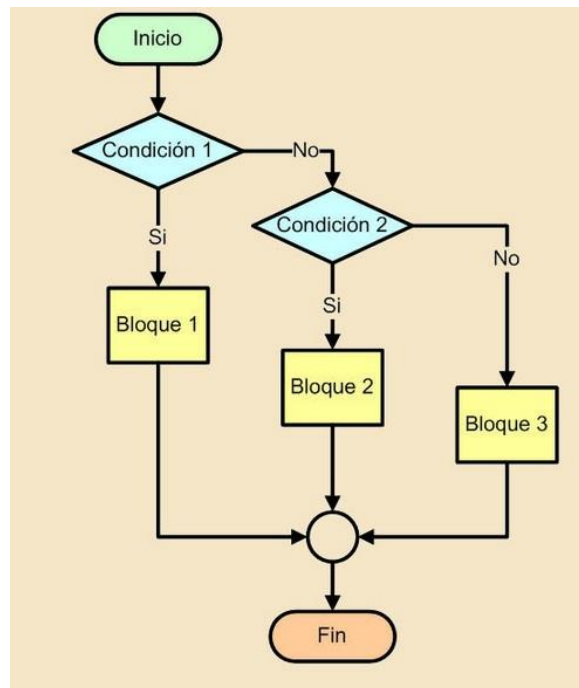 Inicio
Condición 1
No
Condición 2
Si
No
Bloque 1
Si
Bloque 2
Bloque 3
Fin